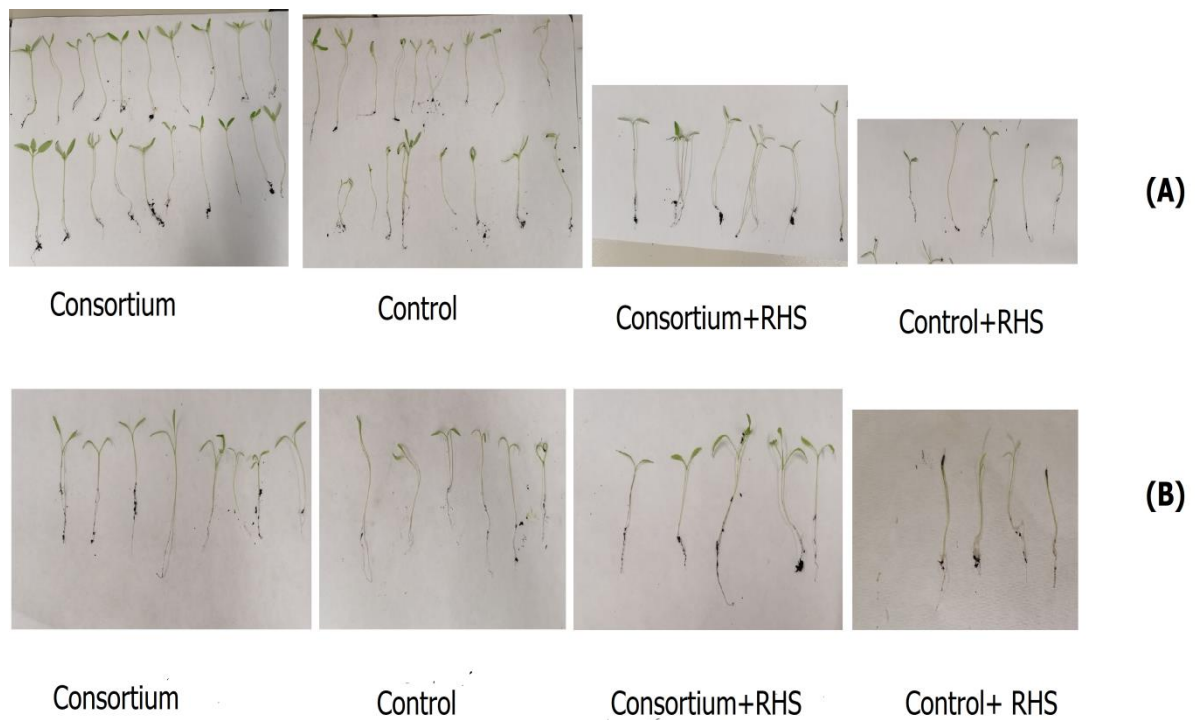 (A)
Consortium
Control
Consortium+RHS
Control+RHS
(B)
Consortium
Control
Consortium+RHS
Control+ RHS